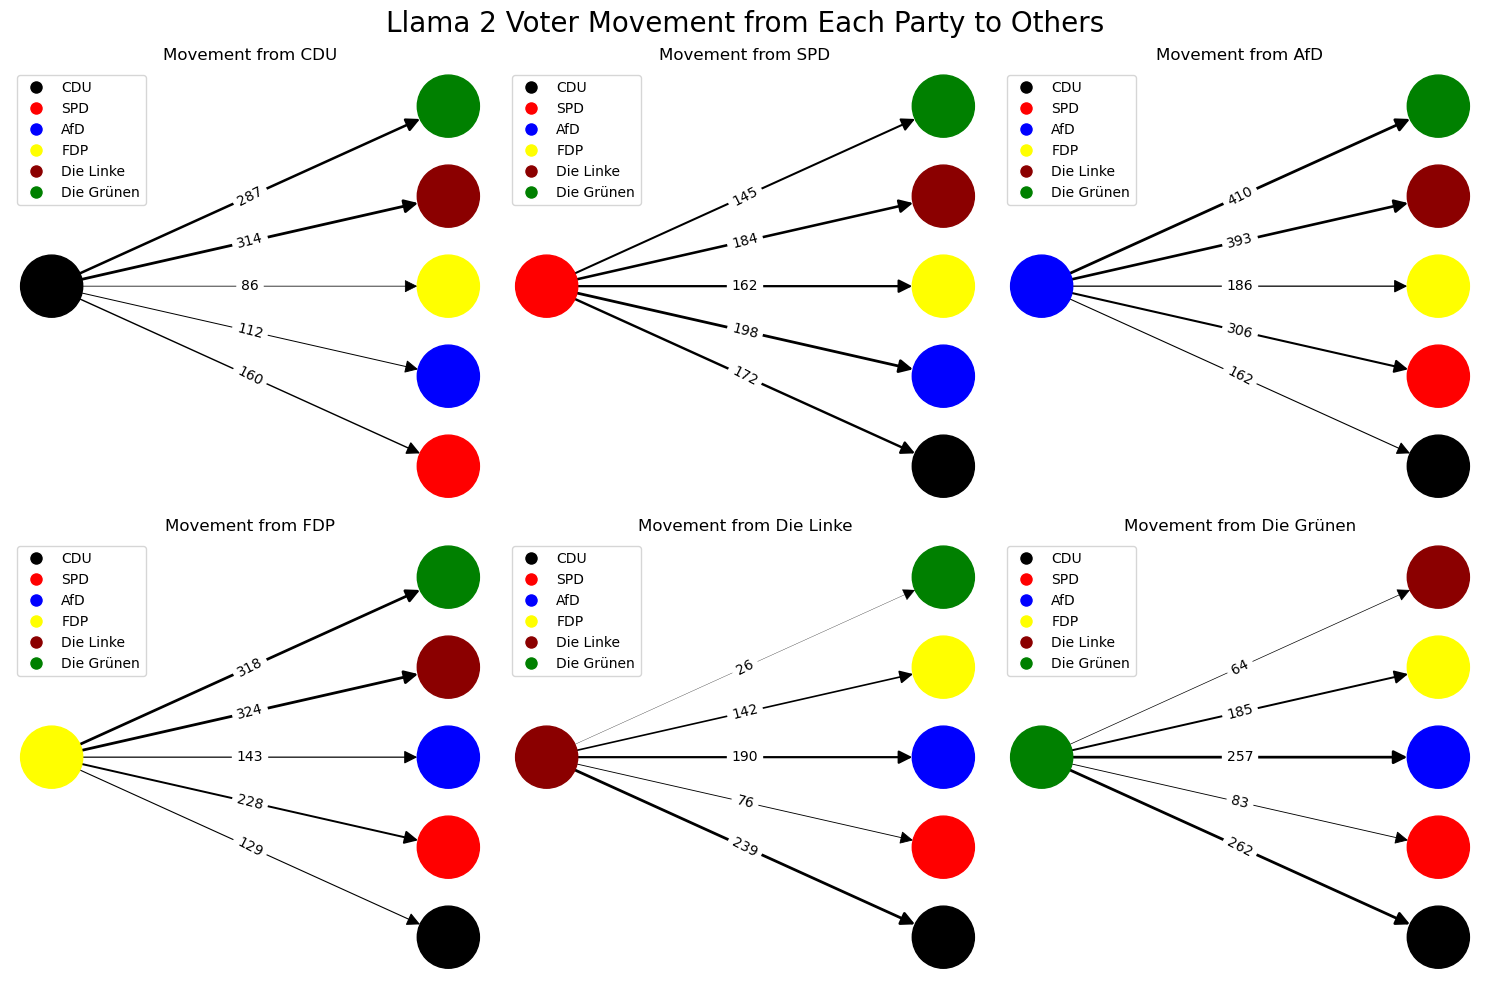 Llama 2 Voter Movement from Each Party to Others
Movement from CDU
CDU
SPD
AfD
FDP
Die Linke
Die Grünen
287
314
86
112
160
Movement from SPD
CDU
SPD
AfD
FDP
Die Linke
Die Grünen
145
184
162
198
172
Movement from AfD
CDU
SPD
AfD
FDP
Die Linke
Die Grünen
410
393
186
306
162
Movement from FDP
CDU
SPD
AfD
FDP
Die Linke
Die Grünen
318
324
143
228
129
Movement from Die Linke
CDU
SPD
AfD
FDP
Die Linke
Die Grünen
26
142
190
76
239
Movement from Die Grünen
CDU
SPD
AfD
FDP
Die Linke
Die Grünen
64
185
257
83
262